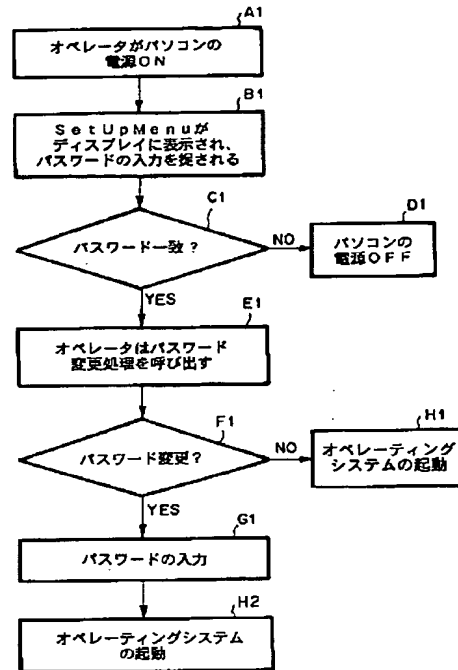 A1
オペレータがパソコンの
電源ON
B1
SetUpMenuが
ディスプレイに表示され、
パスワードの入力を捉される
C1
パスワード一致?
NO
D1
パソコンの
電源OFF
YES
E1
オペレータはパスワード
変更処理を呼び出す
F1
パスワード変更?
NO
H1
オペレーティング
システムの起動
YES
G1
パスワードの入力
H2
オペレーティングシステム
の起動